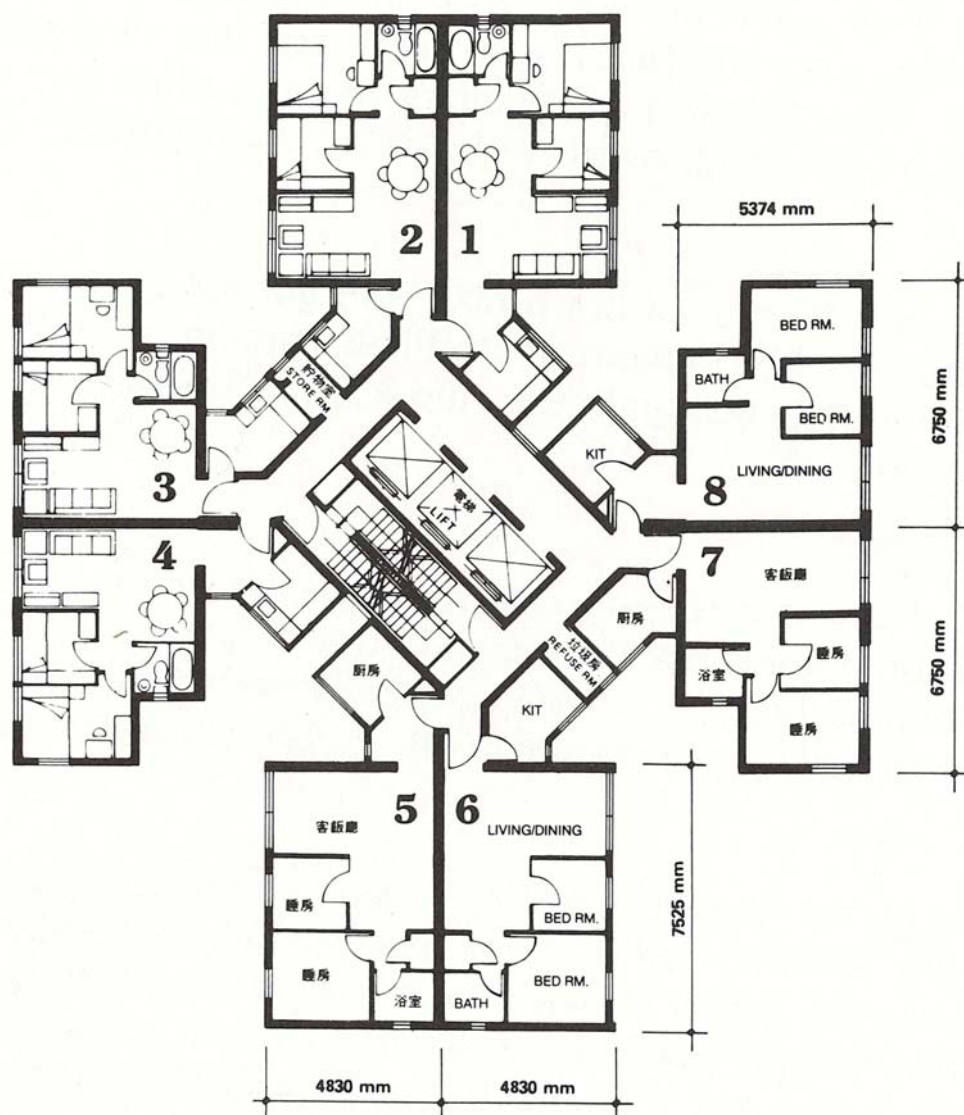 2
1
5374 mm
BED RM.
BATH
BED RM.
6750 mm
貯物室
STORE RM
KIT
LIVING/DINING
3
8
電梯
LIFT
4
7
客飯廳
厨房
垃圾房
REFUSE RM
厨房
浴室
睡房
6750 mm
KIT
睡房
5
6
客飯廳
LIVING/DINING
睡房
BED RM.
7525 mm
睡房
BED RM.
浴室
BATH
4830 mm
4830 mm